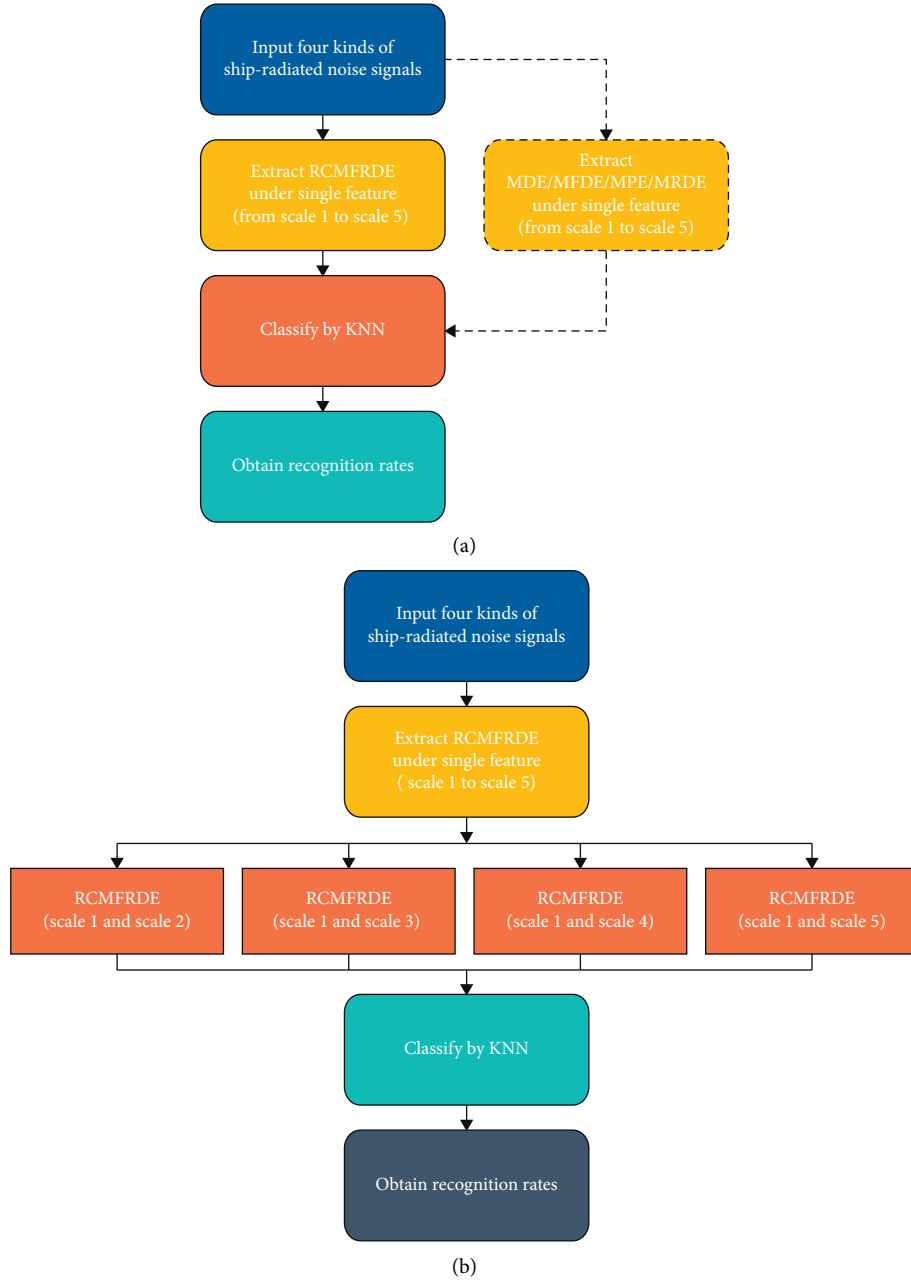 Input four kinds of
ship-radiated noise signals
Extract RCMFRDE
under single feature
(from scale 1 to scale 5)
Extract
MDE/MFDE/MPE/MRDE
under single feature
(from scale 1 to scale 5)
Classify by KNN
Obtain recognition rates
(a)
Input four kinds of
ship-radiated noise signals
Extract RCMFRDE
under single feature
( scale 1 to scale 5)
RCMFRDE
(scale 1 and scale 2)
RCMFRDE
(scale 1 and scale 3)
RCMFRDE
(scale 1 and scale 4)
RCMFRDE
(scale 1 and scale 5)
Classify by KNN
Obtain recognition rates
(b)